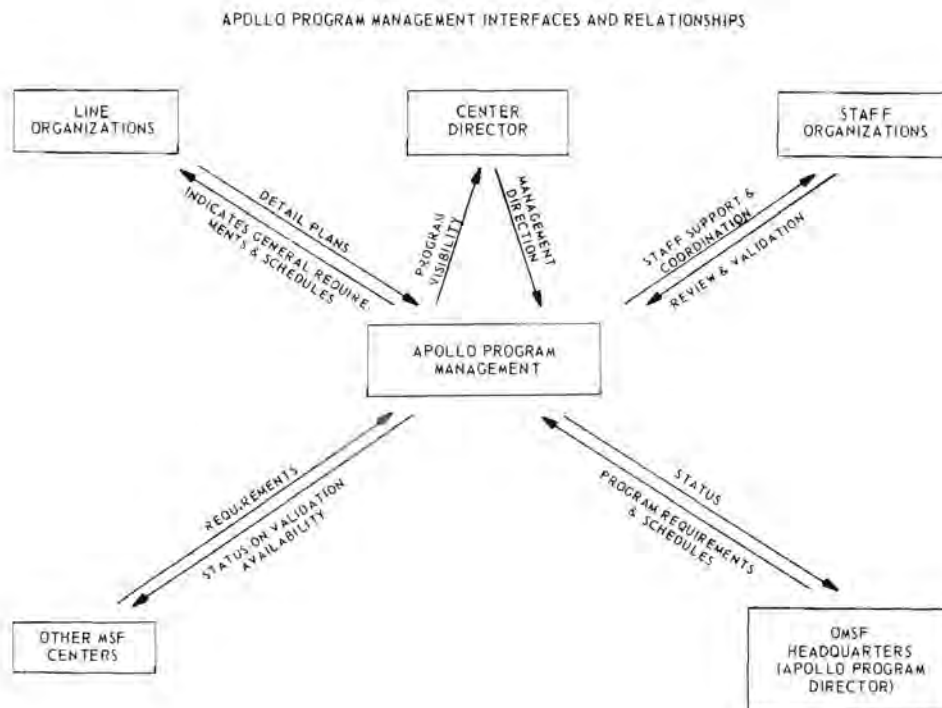 APOLLO PROGRAM MANAGEMENT INTERFACES AND RELATIONSHIPS
LINE
ORGANIZATIONS
CENTER
DIRECTOR
STAFF
ORGANIZATIONS
DETAIL PLANS
INDICATES GENERAL REQUIRE-
MENTS & SCHEDULES
PROGRAM
VISIBILITY
MANAGEMENT
DIRECTION
STAFF SUPPORT &
COORDINATION
REVIEW & VALIDATION
APOLLO PROGRAM
MANAGEMENT
REQUIREMENTS
STATUS ON VALIDATION
AVAILABILITY
STATUS
PROGRAM REQUIREMENTS
& SCHEDULES
OTHER MSF
CENTERS
OMSF
HEADQUARTERS
(APOLLO PROGRAM
DIRECTOR)